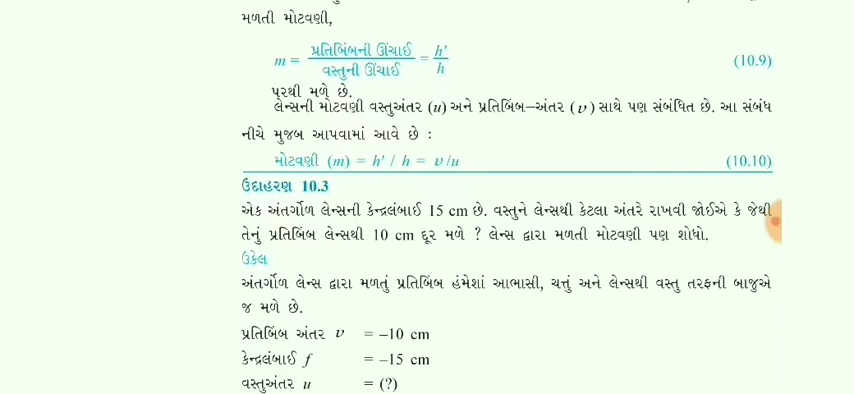 મળતી મોટવણી,
m = પ્રતિબિંબની ઊંચાઈ / વસ્તુની ઊંચાઈ = h′ / h (10.9)
પરથી મળે છે.
લેન્સની મોટવણી વસ્તુઅંતર (u) અને પ્રતિબિંબ–અંતર (ν) સાથે પણ સંબંધિત છે. આ સંબંધ
નીચે મુજબ આપવામાં આવે છે :
મોટવણી (m) = h′ / h = ν/u (10.10)
ઉદાહરણ 10.3
એક અંતર્ગોળ લેન્સની કેન્દ્રલંબાઈ 15 cm છે. વસ્તુને લેન્સથી કેટલા અંતરે રાખવી જોઈએ કે જેથી
તેનું પ્રતિબિંબ લેન્સથી 10 cm દૂર મળે ? લેન્સ દ્વારા મળતી મોટવણી પણ શોધો.
ઉકેલ
અંતર્ગોળ લેન્સ દ્વારા મળતું પ્રતિબિંબ હંમેશાં આભાસી, ચત્તું અને લેન્સથી વસ્તુ તરફની બાજુએ
જ મળે છે.
પ્રતિબિંબ અંતર ν = –10 cm
કેન્દ્રલંબાઈ f = –15 cm
વસ્તુઅંતર u = (?)